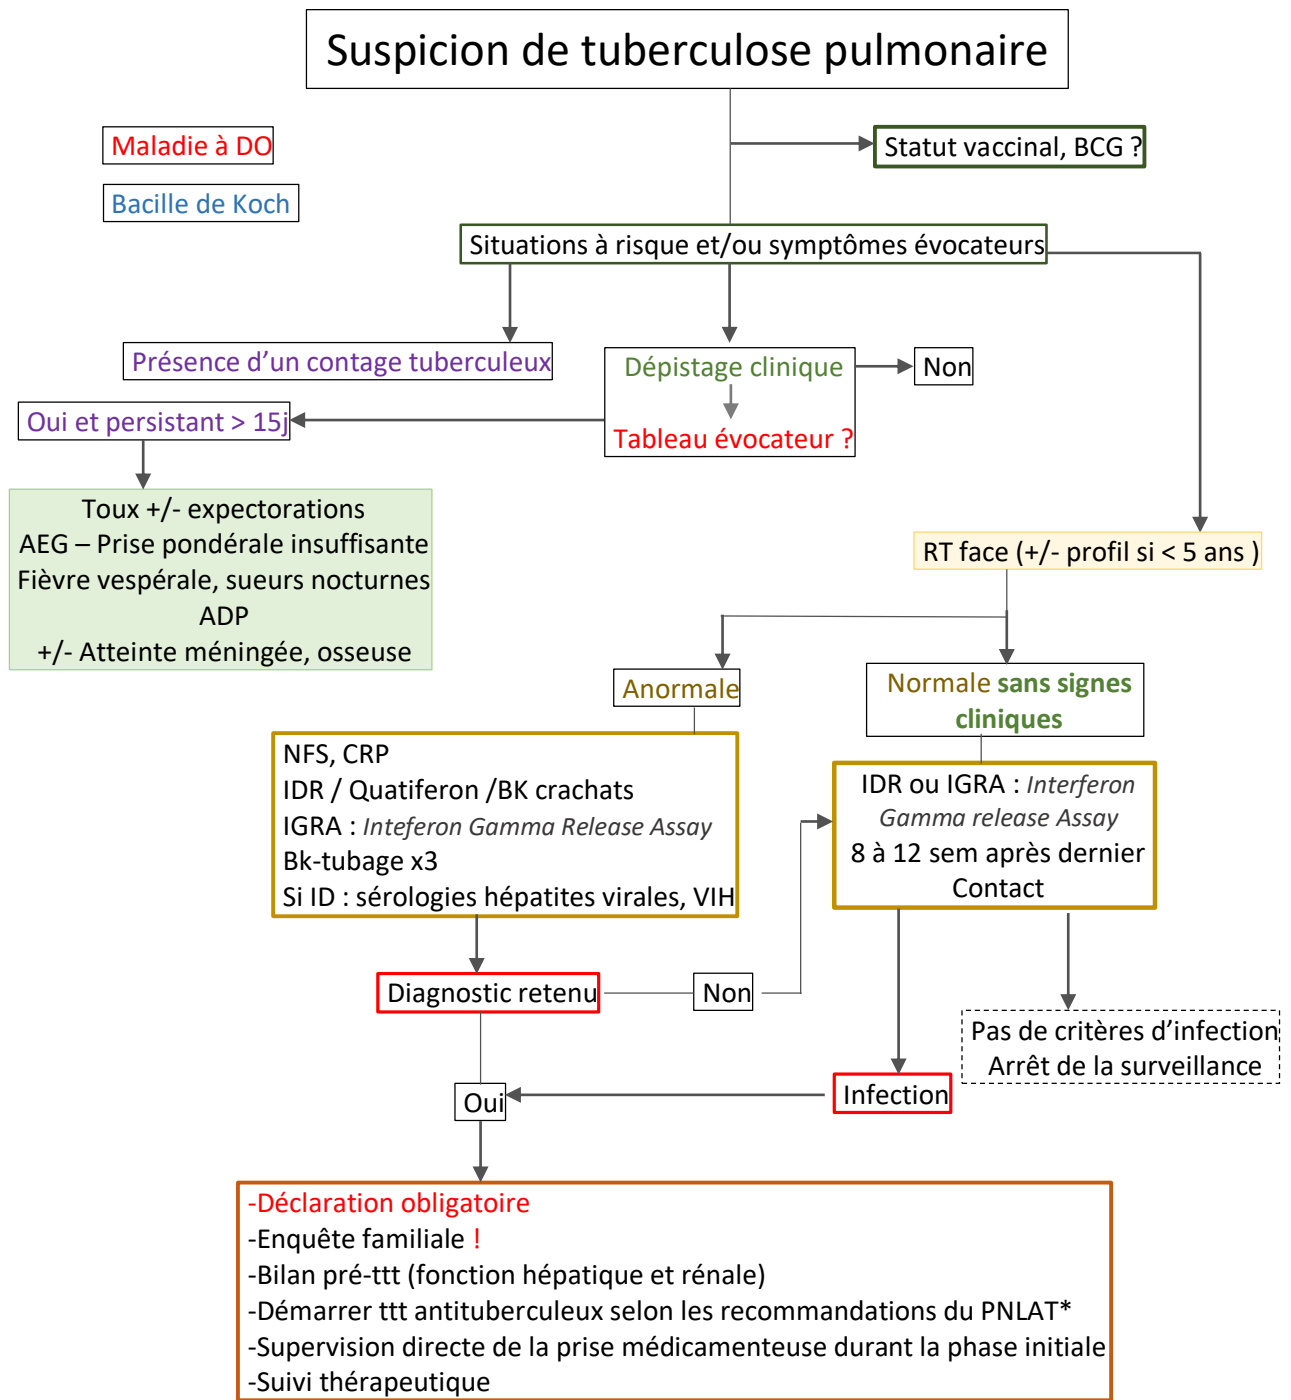 Suspicion de tuberculose pulmonaire
Maladie à DO
Statut vaccinal, BCG ?
Bacille de Koch
Situations à risque et/ou symptômes évocateurs
Présence d’un contage tuberculeux
Dépistage clinique
Non
Tableau évocateur ?
Oui et persistant > 15j
Toux +/- expectorations
AEG – Prise pondérale insuffisante
Fièvre vespérale, sueurs nocturnes
ADP
+/- Atteinte méningée, osseuse
RT face (+/- profil si < 5 ans )
Anormale
Normale sans signes
cliniques
NFS, CRP
IDR / Quatiferon /BK crachats
IGRA : Inteferon Gamma Release Assay
Bk-tubage x3
Si ID : sérologies hépatites virales, VIH
IDR ou IGRA : Interferon
Gamma release Assay
8 à 12 sem après dernier
Contact
Diagnostic retenu
Non
Pas de critères d’infection
Arrêt de la surveillance
Infection
Oui
-Déclaration obligatoire
-Enquête familiale !
-Bilan pré-ttt (fonction hépatique et rénale)
-Démarrer ttt antituberculeux selon les recommandations du PNLAT*
-Supervision directe de la prise médicamenteuse durant la phase initiale
-Suivi thérapeutique